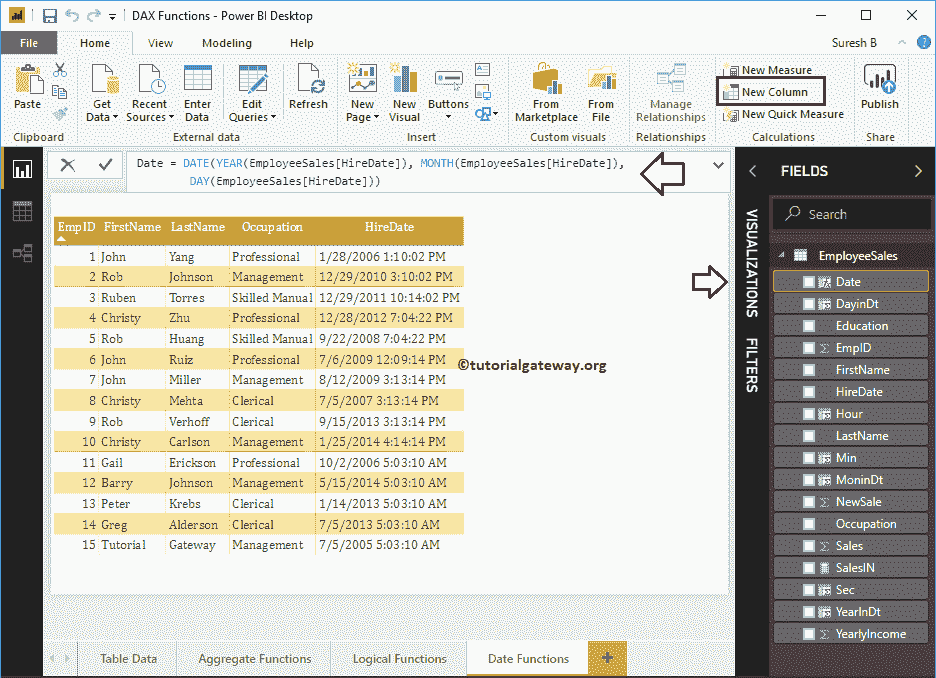 DAX Functions - Power BI Desktop
File Home View Modeling Help Suresh B
Paste
Get Data
Recent Sources
Enter Data
Edit Queries
Refresh
New Page
New Visual
Buttons
From Marketplace
From File
Manage Relationships
New Measure
New Column
New Quick Measure
Publish
Clipboard External data Insert Custom visuals Relationships Calculations Share
Date = DATE(YEAR(EmployeeSales[HireDate]), MONTH(EmployeeSales[HireDate]),
DAY(EmployeeSales[HireDate]))
EmpID FirstName LastName Occupation HireDate
1 John Yang Professional 1/28/2006 1:10:02 PM
2 Rob Johnson Management 12/29/2010 3:10:02 PM
3 Ruben Torres Skilled Manual 12/29/2011 10:14:02 PM
4 Christy Zhu Professional 12/28/2012 7:04:22 PM
5 Rob Huang Skilled Manual 9/22/2008 7:04:22 PM
6 John Ruiz Professional 7/6/2009 12:09:14 PM
7 John Miller Management 8/12/2009 3:13:14 PM
8 Christy Mehta Clerical 7/5/2007 3:13:14 PM
9 Rob Verhoff Clerical 9/15/2013 3:13:14 PM
10 Christy Carlson Management 1/25/2014 4:14:14 PM
11 Gail Erickson Professional 10/2/2006 5:03:10 AM
12 Barry Johnson Management 5/15/2014 5:03:10 AM
13 Peter Krebs Clerical 1/14/2013 5:03:10 AM
14 Greg Alderson Clerical 7/5/2013 5:03:10 AM
15 Tutorial Gateway Management 7/5/2005 5:03:10 AM
©tutorialgateway.org
VISUALIZATIONS
FILTERS
FIELDS
Search
EmployeeSales
Date
DayinDt
Education
Σ EmpID
FirstName
HireDate
Hour
LastName
Min
MoninDt
Σ NewSale
Occupation
Σ Sales
SalesIN
Sec
YearInDt
Σ YearlyIncome
Table Data Aggregate Functions Logical Functions Date Functions +